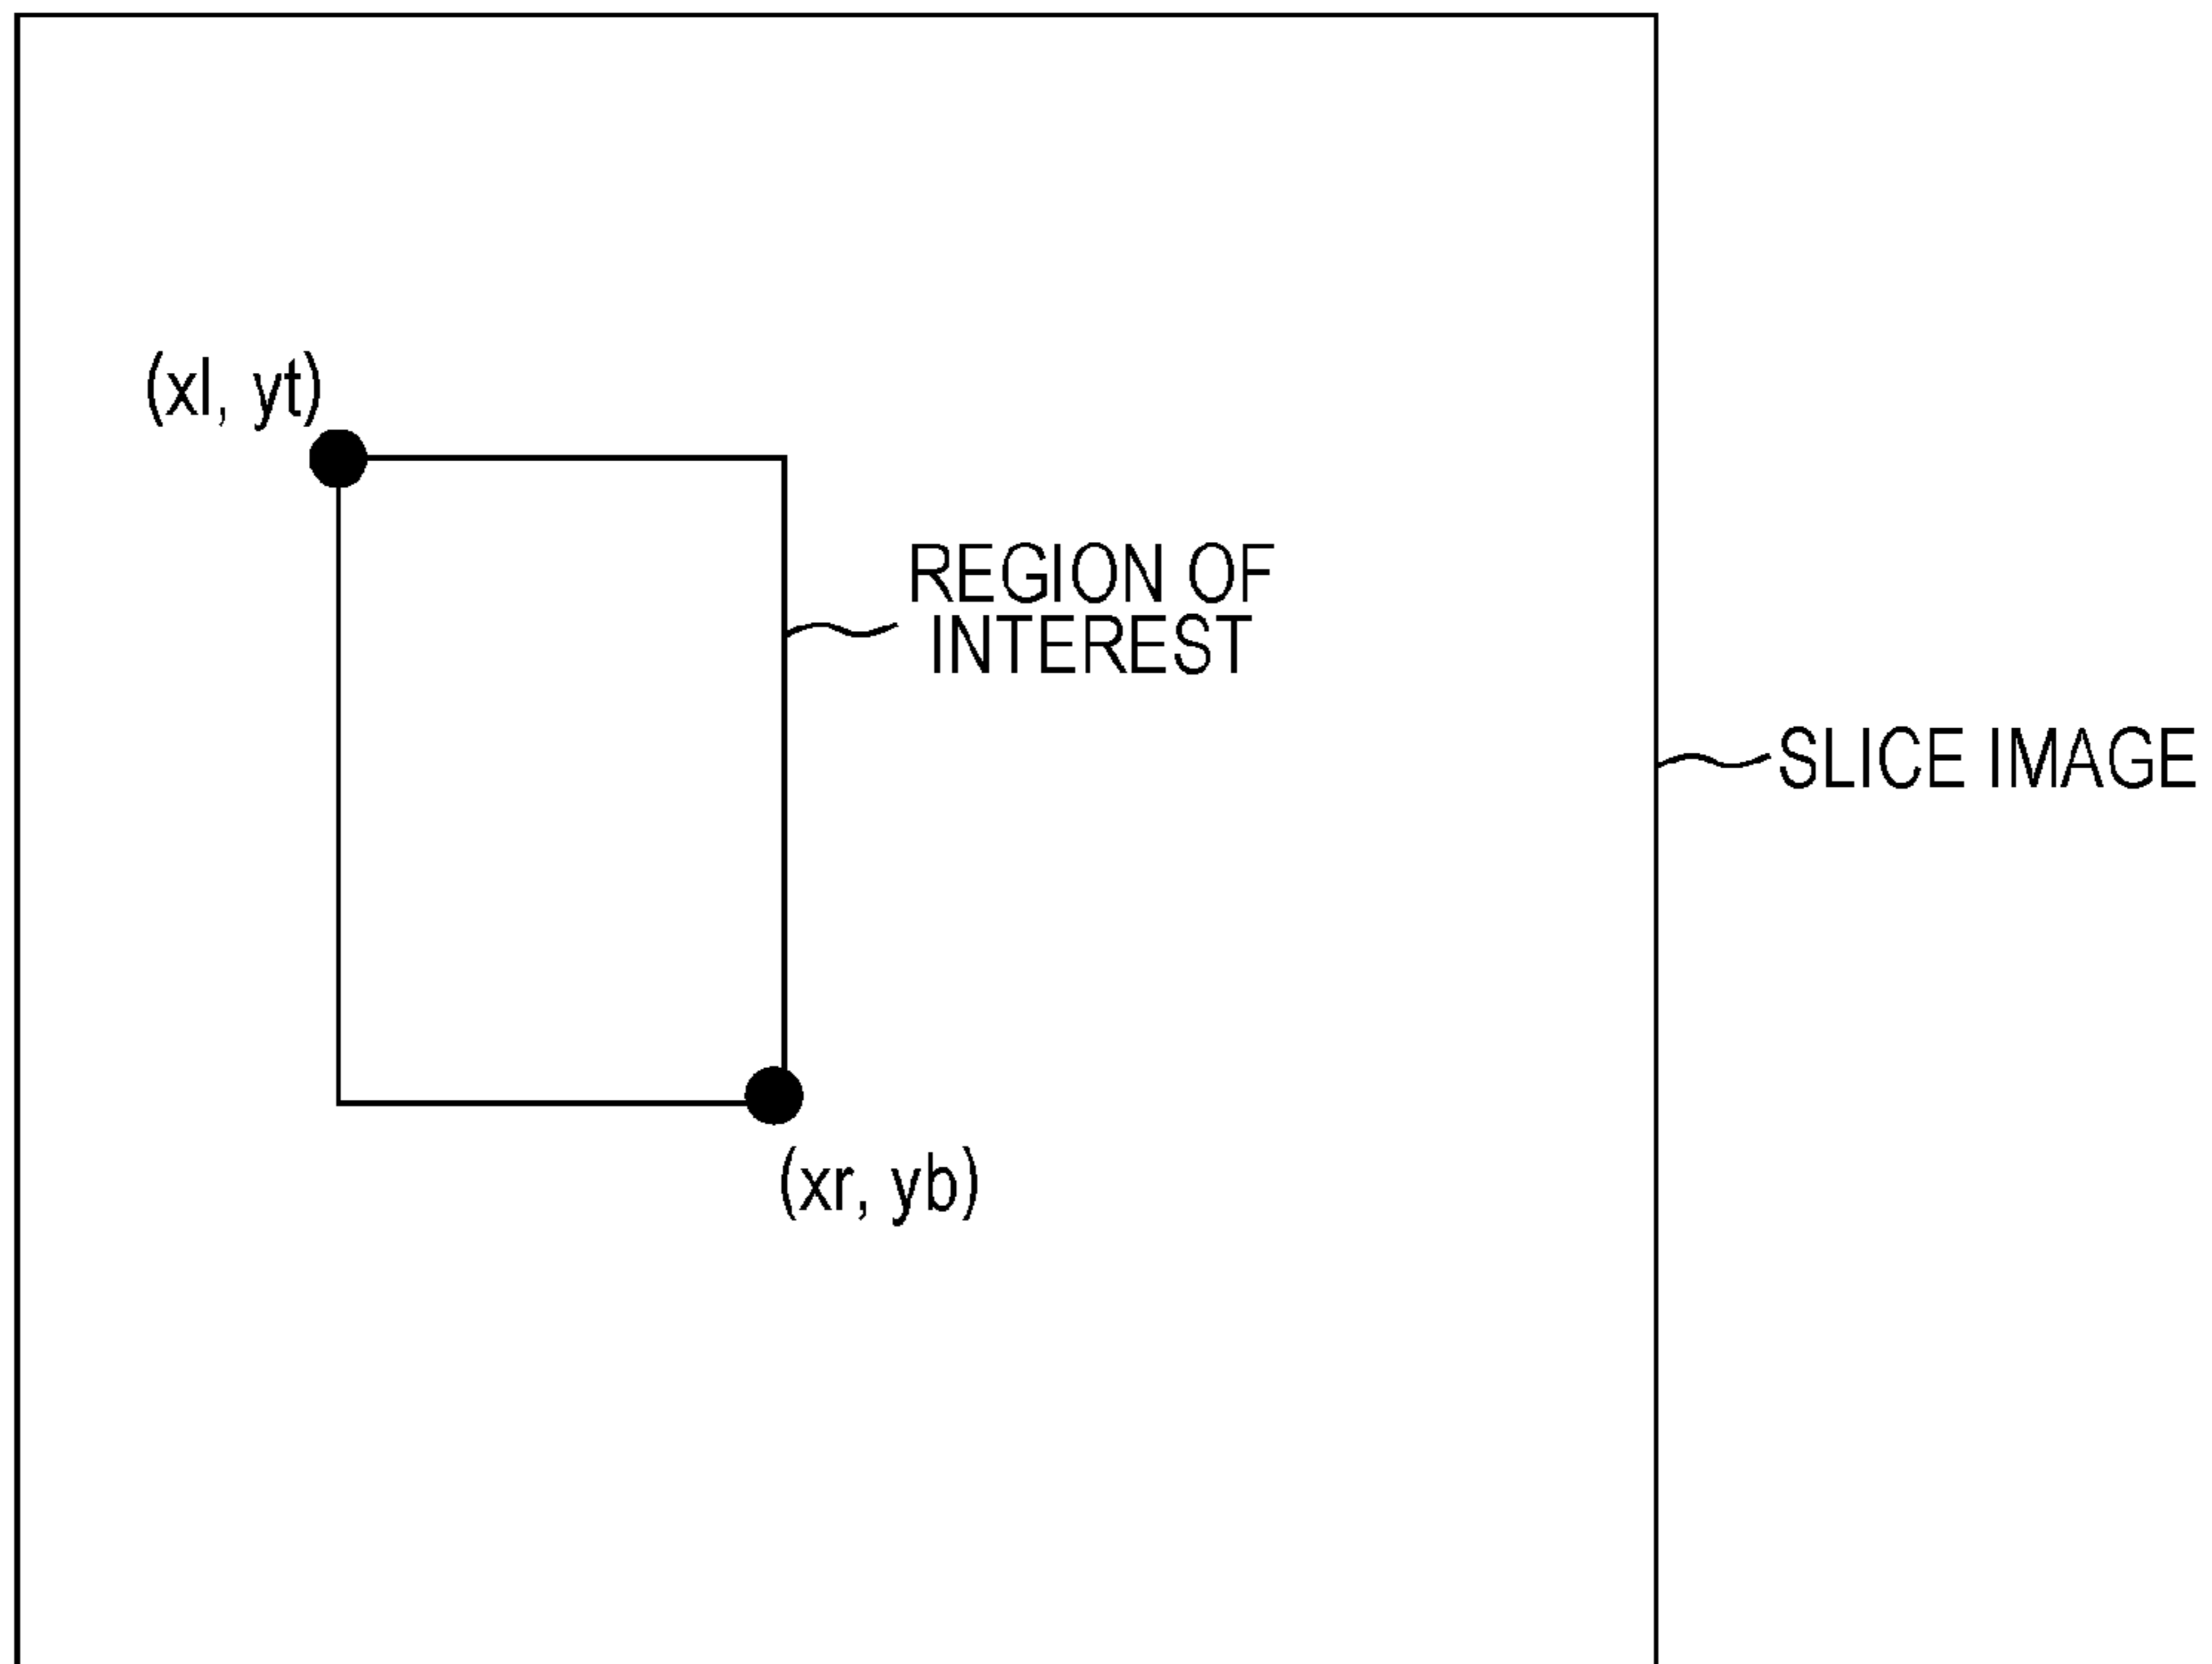 (xl, yt)
REGION OF
INTEREST
SLICE IMAGE
(xr, yb)